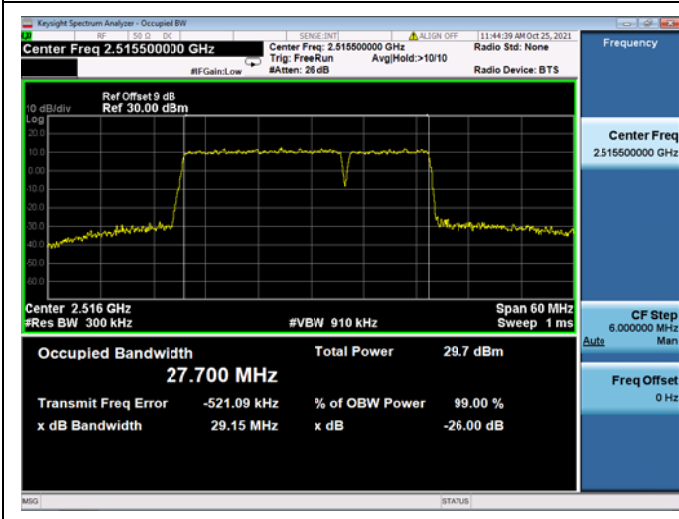 Keysight Spectrum Analyzer - Occupied BW
RF 50 Ω DC SENSE:INT ALIGN OFF 11:44:39 AM Oct 25, 2021
Center Freq 2.515500000 GHz
Center Freq: 2.515500000 GHz
Radio Std: None
Trig: FreeRun Avg|Hold:>10/10
#IFGain:Low
#Atten: 26 dB
Radio Device: BTS
Ref Offset 9 dB
10 dB/div Ref 30.00 dBm
Log
20.0
10.0
0.00
-10.0
-20.0
-30.0
-40.0
-50.0
-60.0
Center 2.516 GHz Span 60 MHz
#Res BW 300 kHz #VBW 910 kHz Sweep 1 ms
Occupied Bandwidth Total Power 29.7 dBm
27.700 MHz
Transmit Freq Error -521.09 kHz % of OBW Power 99.00 %
x dB Bandwidth 29.15 MHz x dB -26.00 dB
MSG STATUS
Frequency
Center Freq
2.515500000 GHz
CF Step
6.000000 MHz
Auto Man
Freq Offset
0 Hz